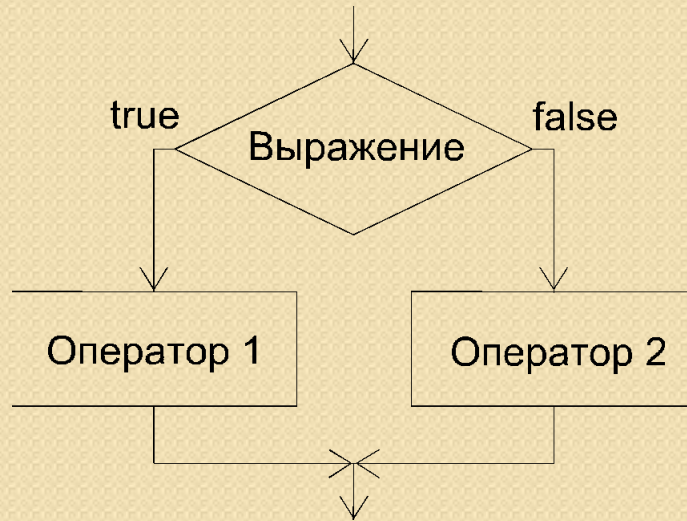 true
false
Выражение
Оператор 1
Оператор 2